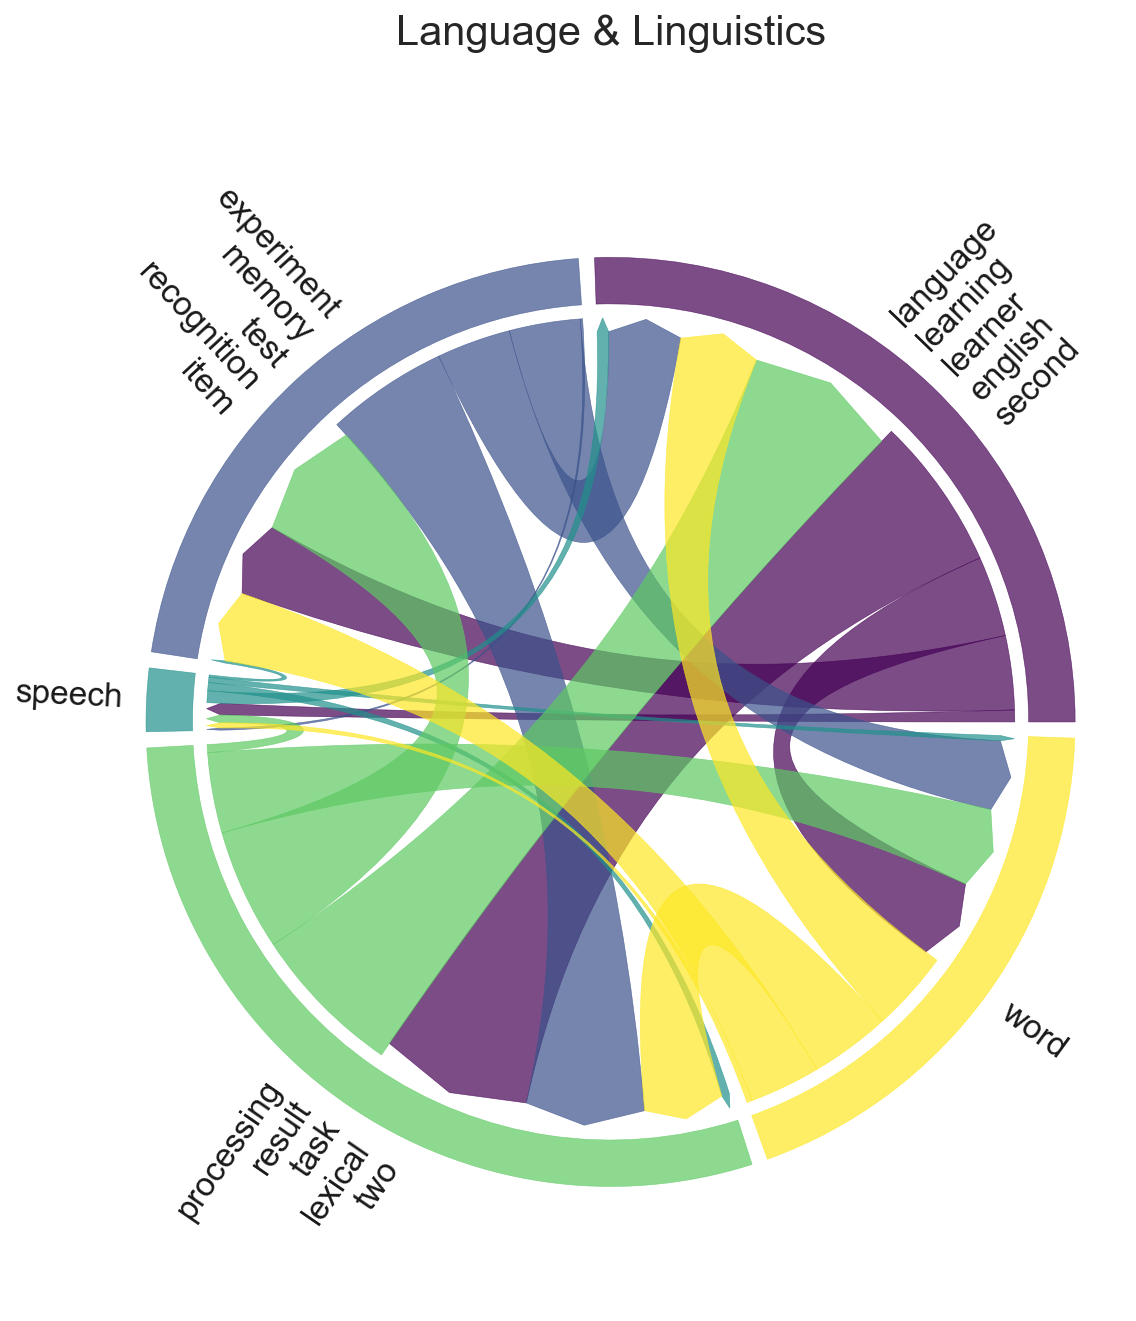 Language & Linguistics
experiment
memory
test
recognition
item
language
learning
learner
english
second
speech
word
processing
result
task
lexical
two